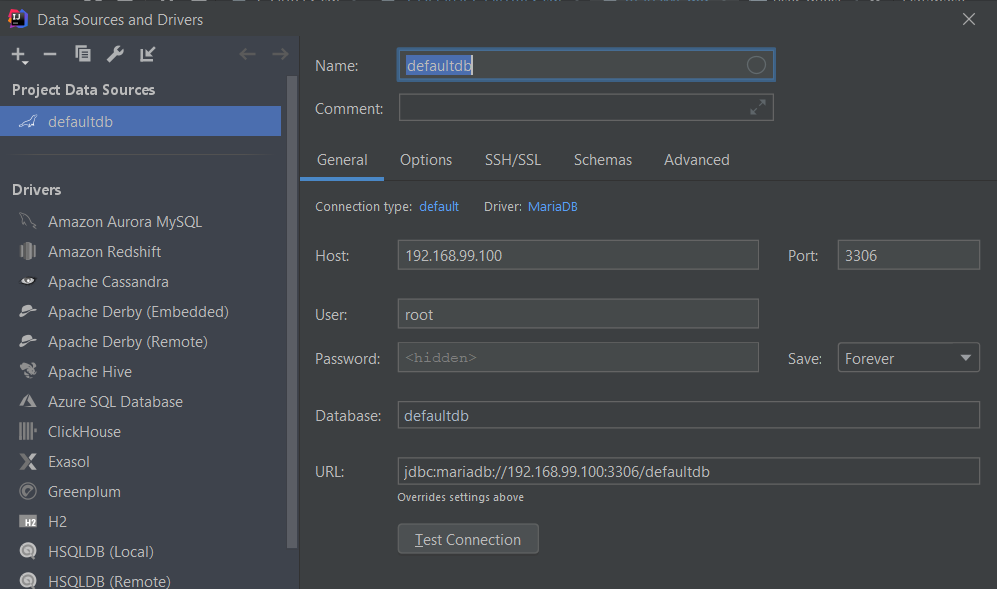 Data Sources and Drivers
Project Data Sources
defaultdb
Drivers
Amazon Aurora MySQL
Amazon Redshift
Apache Cassandra
Apache Derby (Embedded)
Apache Derby (Remote)
Apache Hive
Azure SQL Database
ClickHouse
Exasol
Greenplum
H2
H2
HSQLDB (Local)
HSQLDB (Remote)
Name: defaultdb
Comment:
General Options SSH/SSL Schemas Advanced
Connection type: default Driver: MariaDB
Host: 192.168.99.100 Port: 3306
User: root
Password: <hidden> Save: Forever
Database: defaultdb
URL: jdbc:mariadb://192.168.99.100:3306/defaultdb
Overrides settings above
Test Connection